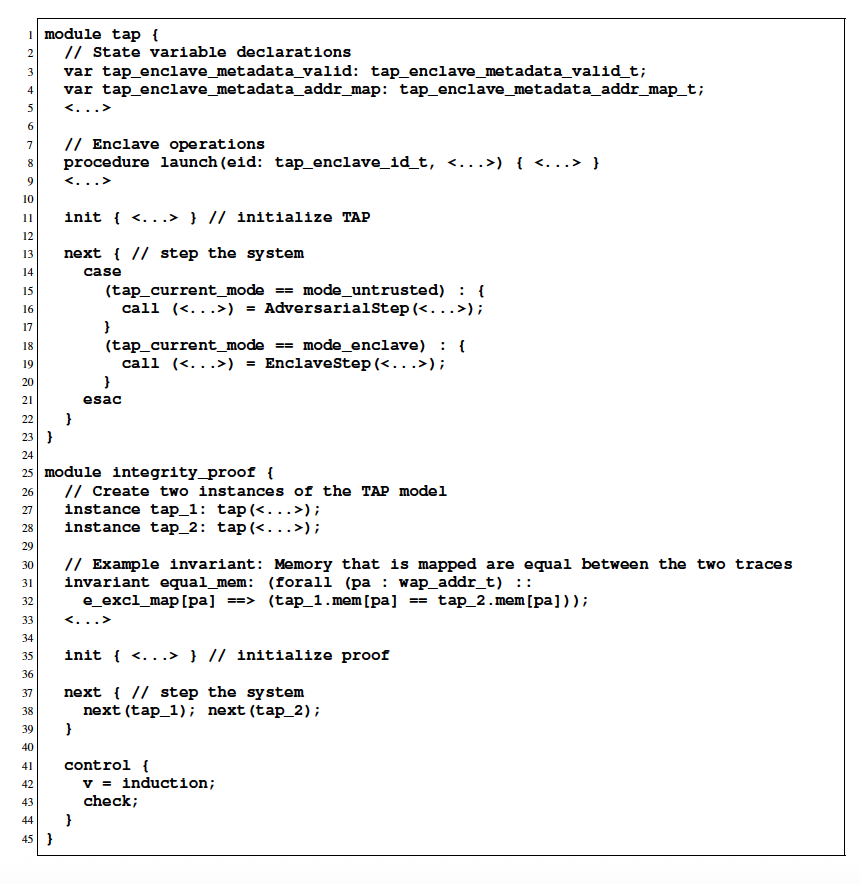 1 module tap {
2 // State variable declarations
3 var tap_enclave_metadata_valid: tap_enclave_metadata_valid_t;
4 var tap_enclave_metadata_addr_map: tap_enclave_metadata_addr_map_t;
5 <...>
6
7 // Enclave operations
8 procedure launch(eid: tap_enclave_id_t, <...>) { <...> }
9 <...>
10
11 init { <...> } // initialize TAP
12
13 next { // step the system
14 case
15 (tap_current_mode == mode_untrusted) : {
16 call (<...>) = AdversarialStep(<...>);
17 }
18 (tap_current_mode == mode_enclave) : {
19 call (<...>) = EnclaveStep(<...>);
20 }
21 esac
22 }
23 }
24
25 module integrity_proof {
26 // Create two instances of the TAP model
27 instance tap_1: tap(<...>);
28 instance tap_2: tap(<...>);
29
30 // Example invariant: Memory that is mapped are equal between the two traces
31 invariant equal_mem: (forall (pa : wap_addr_t) ::
32 e_excl_map[pa] ==> (tap_1.mem[pa] == tap_2.mem[pa]));
33 <...>
34
35 init { <...> } // initialize proof
36
37 next { // step the system
38 next(tap_1); next(tap_2);
39 }
40
41 control {
42 v = induction;
43 check;
44 }
45 }